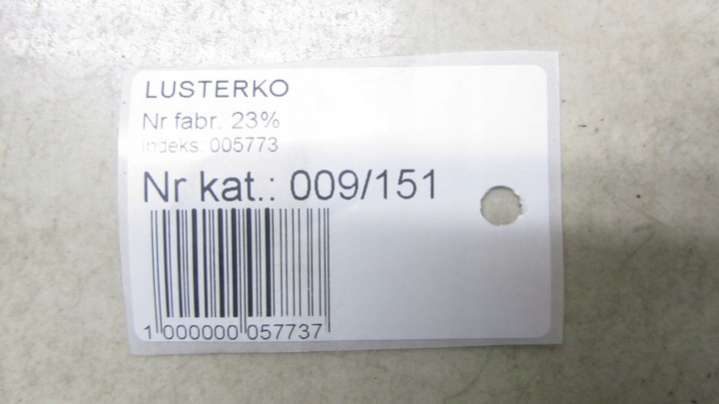 LUSTERKO
Nr fabr. 23%
Indeks: 005773
Nr kat.: 009/151
1 000000 057737